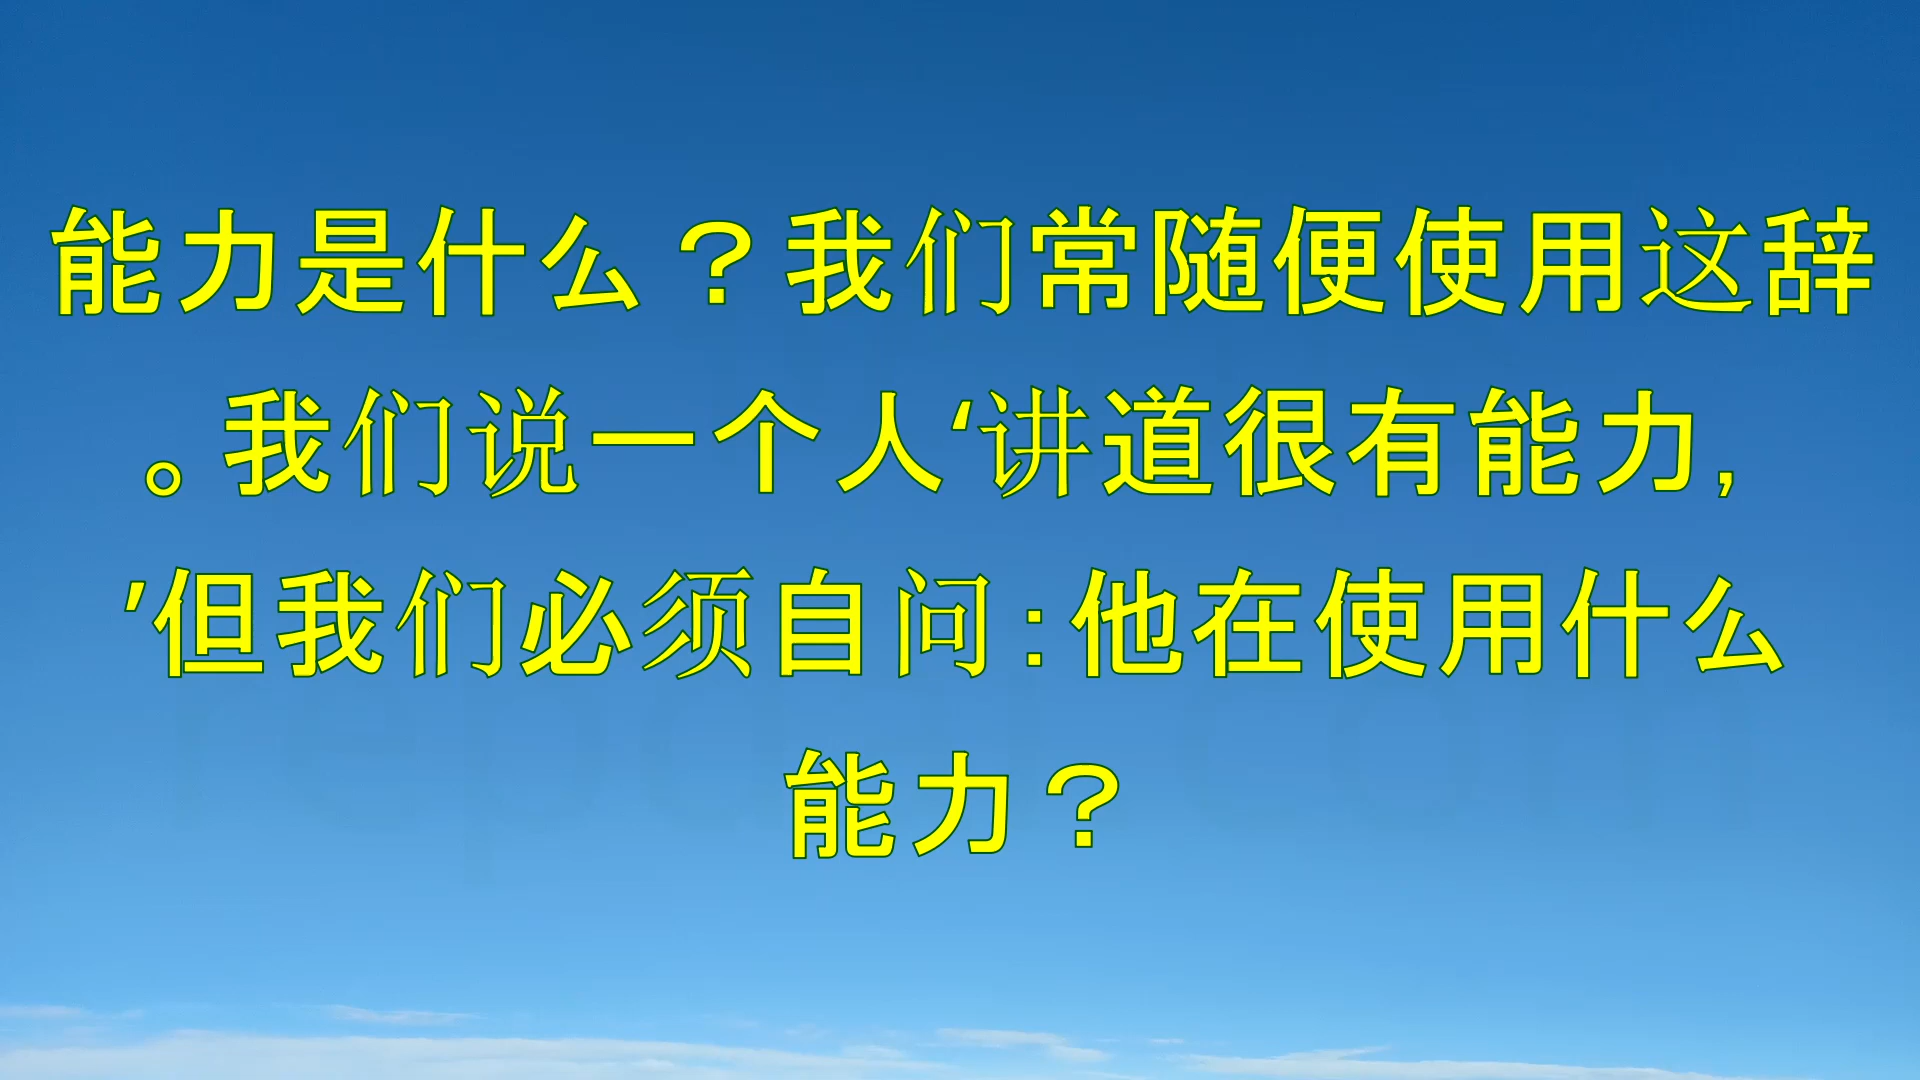 能力是什么？我们常随便使用这辞
。我们说一个人‘讲道很有能力,
’但我们必须自问:他在使用什么
能力？